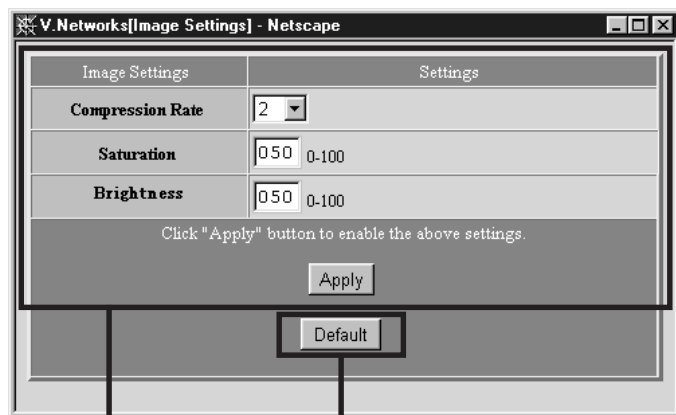 V.Networks[Image Settings] - Netscape
Image Settings Settings
Compression Rate 2
Saturation 050 0-100
Brightness 050 0-100
Click "Apply" button to enable the above settings.
Apply
Default